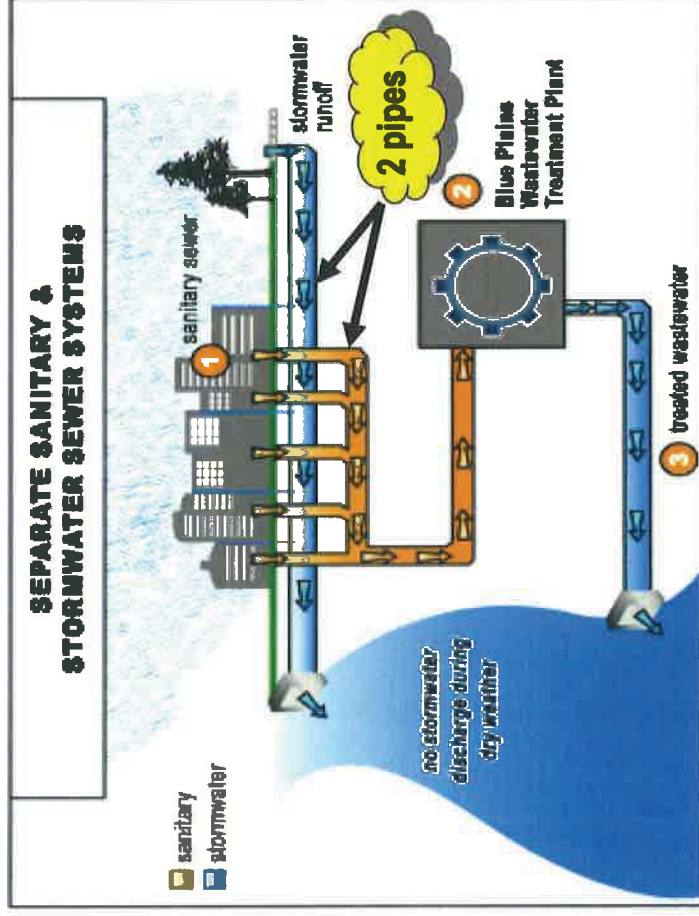 SEPARATE SANITARY &
STORMWATER SEWER SYSTEMS
sanitary
stormwater
1
sanitary sewer
stormwater
runoff
2 pipes
no stormwater
discharge during
dry weather
2
Blue Plains
Wastewater
Treatment Plant
3 treated wastewater